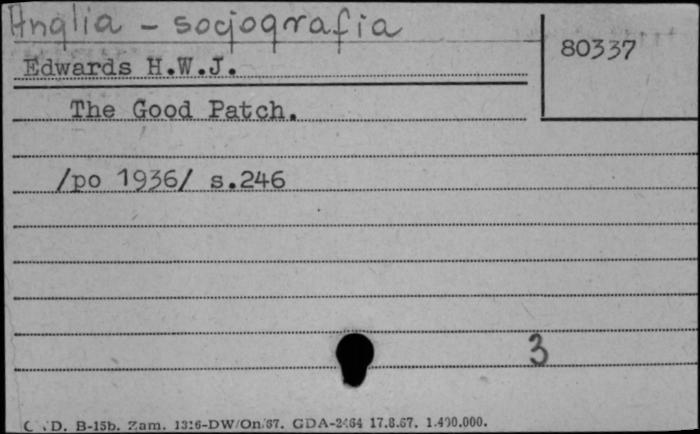 Anglia - socjografia
80337
Edwards H.W.J.
The Good Patch.
/po 1936/ s.246
3
D. B-15b. Zam. 1316-DW/On/67. GDA-2464 17.8.67. 1.400.000.